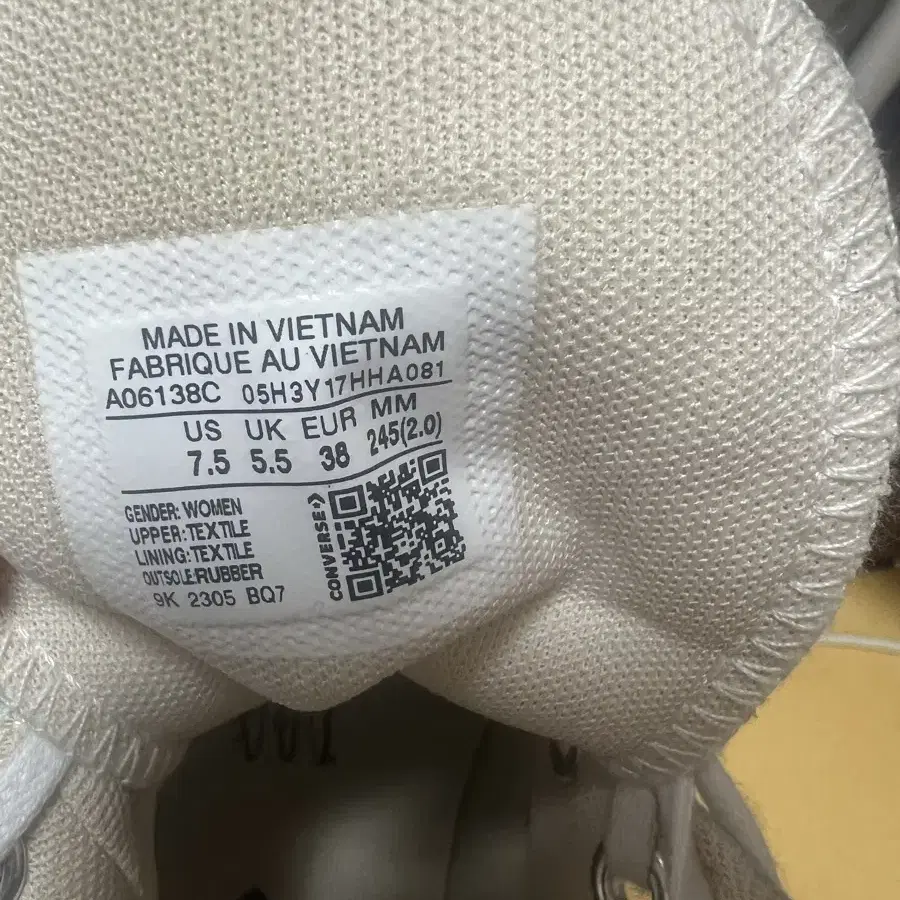 MADE IN VIETNAM
FABRIQUE AU VIETNAM
A06138C 05H3Y17HHA081
US UK EUR MM
7.5 5.5 38 245(2.0)
GENDER: WOMEN
UPPER: TEXTILE
LINING: TEXTILE
OUTSOLE:RUBBER
9K 2305 BQ7
CONVERSE